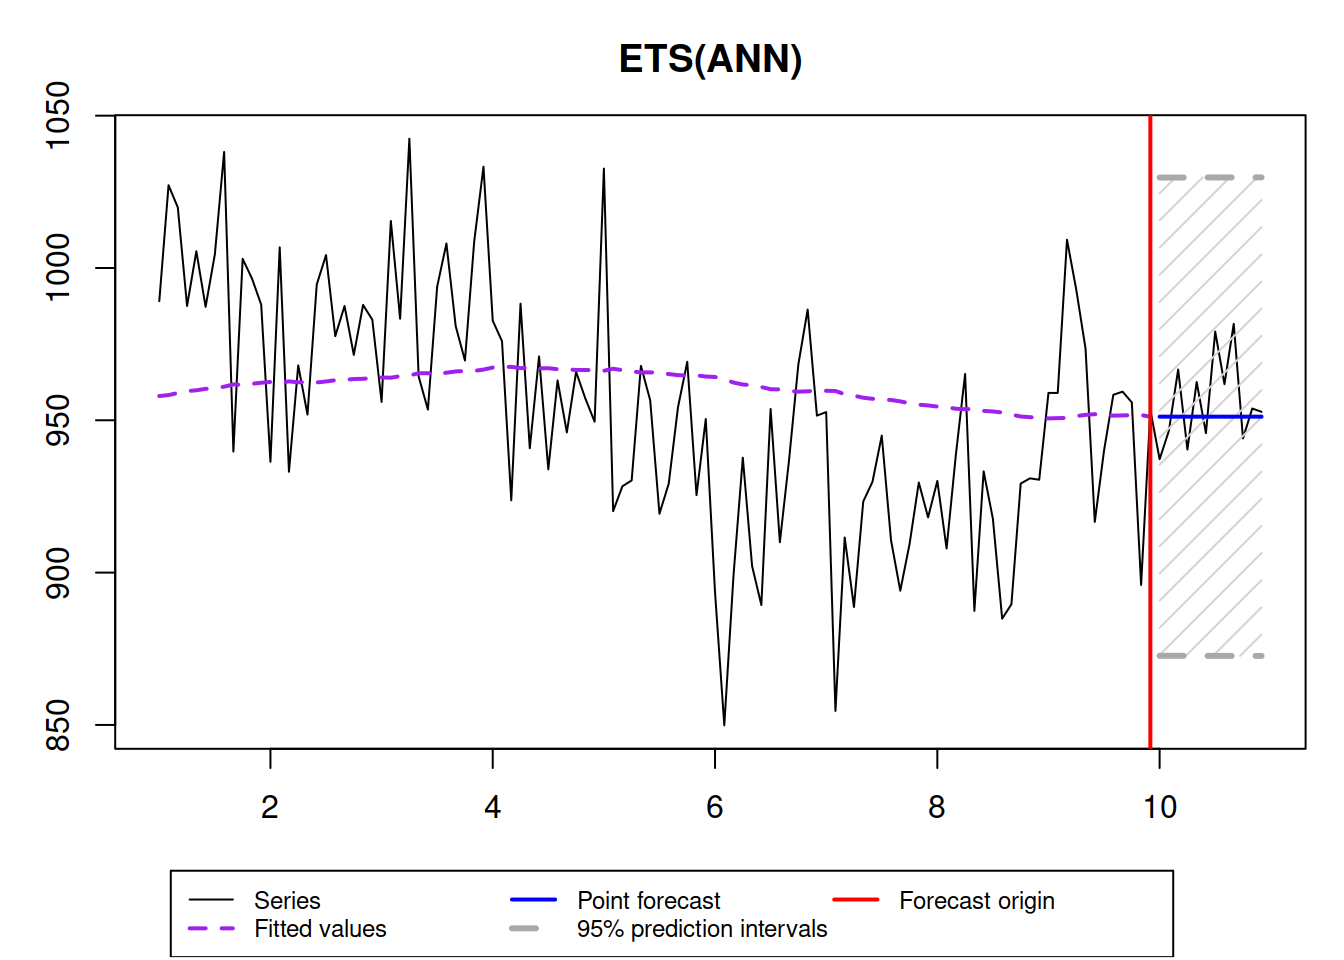 ETS(ANN)
1050
1000
950
900
850
2 4 6 8 10
Series Point forecast Forecast origin
Fitted values 95% prediction intervals